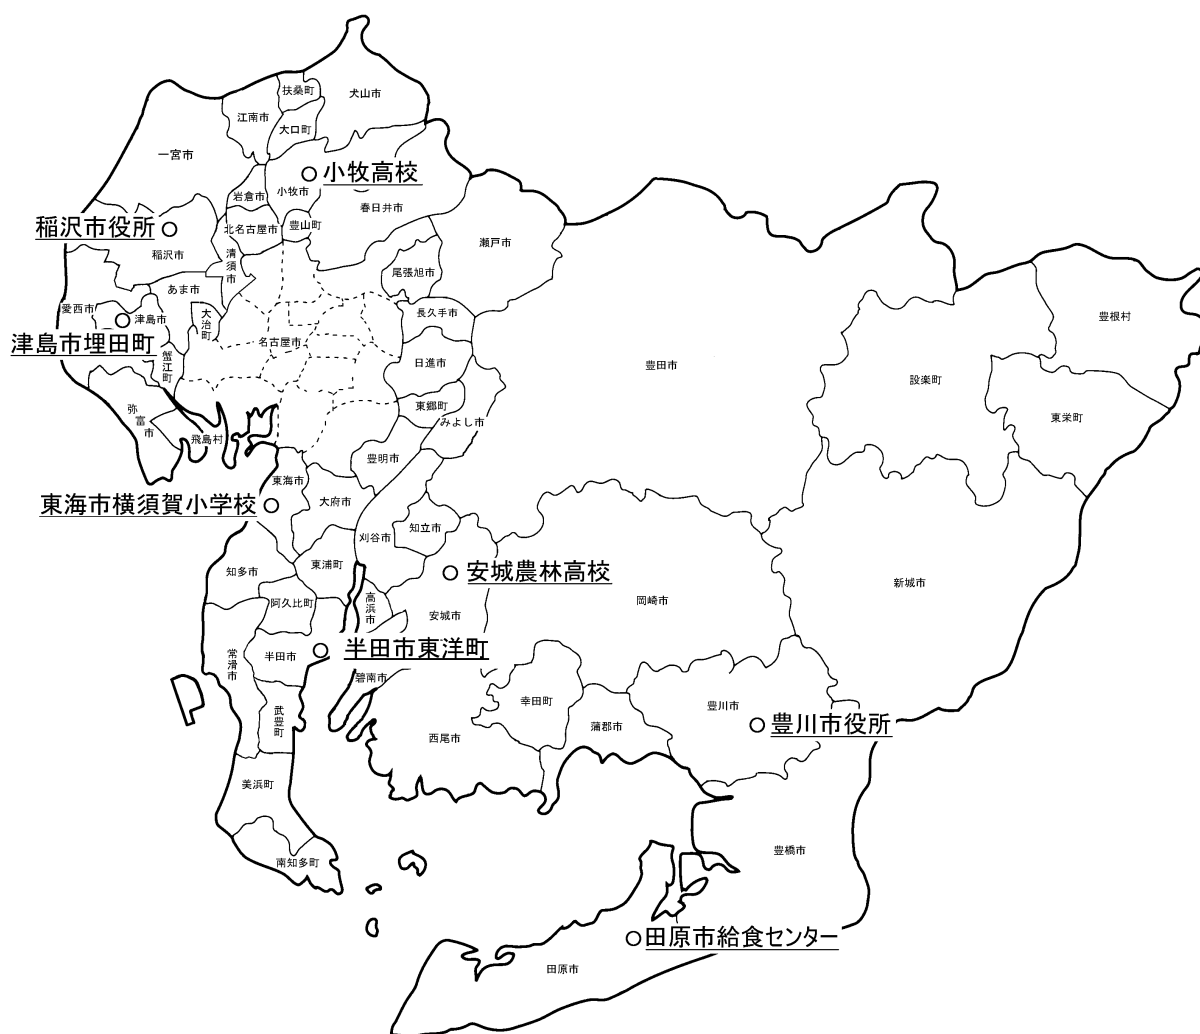 扶桑町
犬山市
江南市
大口町
一宮市
小牧高校
小牧市
岩倉市
春日井市
稲沢市役所
北名古屋市
豊山町
瀬戸市
稲沢市
清須市
尾張旭市
あま市
愛西市
津島市
大治町
長久手市
豊根村
津島市埋田町
名古屋市
蟹江町
日進市
豊田市
設楽町
弥富市
東郷町
東栄町
みよし市
飛島村
豊明市
東海市
大府市
東海市横須賀小学校
知立市
刈谷市
知多市
東浦町
安城農林高校
新城市
阿久比町
高浜市
岡崎市
安城市
半田市東洋町
半田市
常滑市
碧南市
幸田町
豊川市
武豊町
豊川市役所
蒲郡市
西尾市
美浜町
豊橋市
南知多町
田原市給食センター
田原市